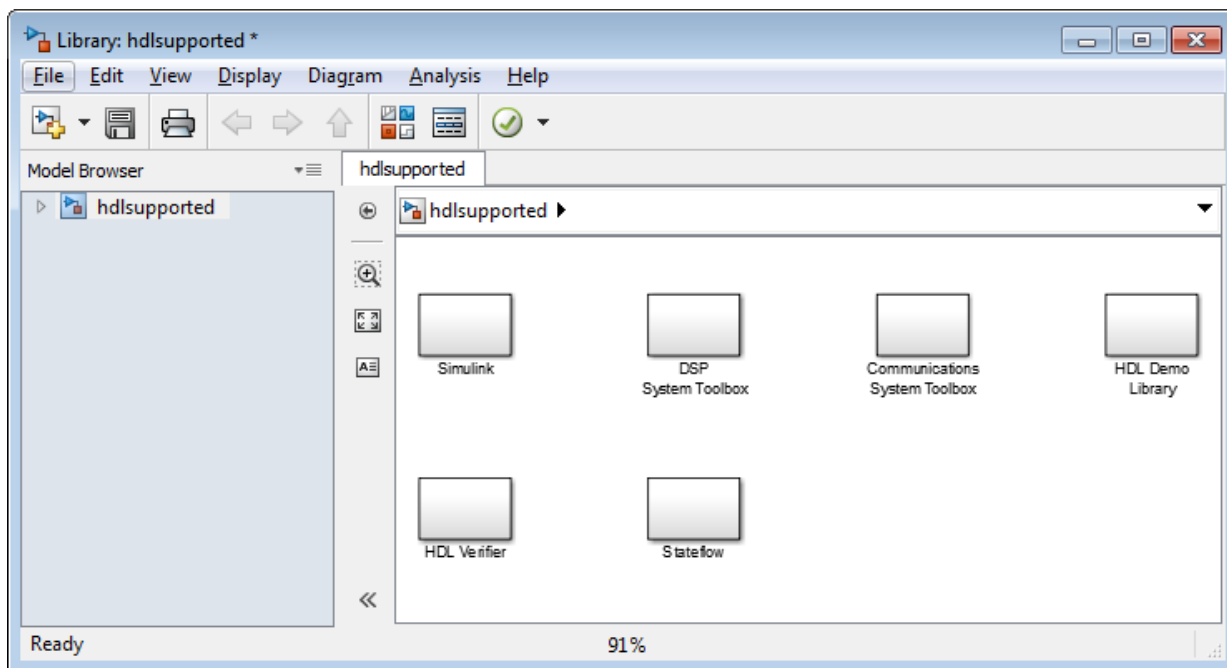 Library: hdlsupported *
File Edit View Display Diagram Analysis Help
Model Browser
hdlsupported
hdlsupported
hdlsupported
A
Simulink
DSP
System Toolbox
Communications
System Toolbox
HDL Demo
Library
HDL Verifier
Stateflow
Ready
91%